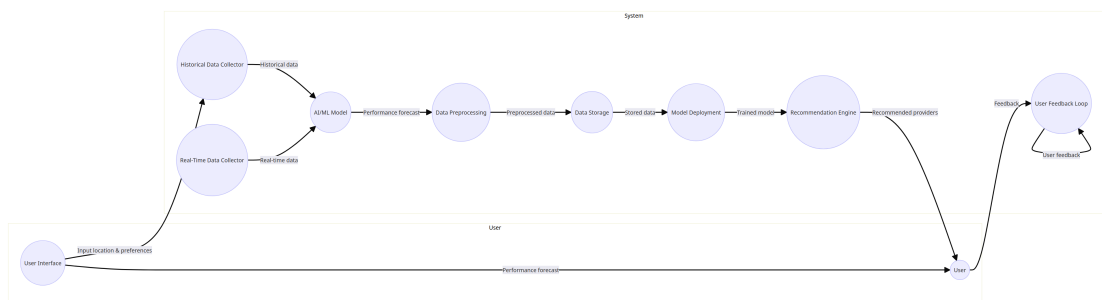 System
Historical Data Collector
Historical data
Real-Time Data Collector
Real-time data
AI/ML Model
Performance forecast
Data Preprocessing
Preprocessed data
Data Storage
Stored data
Model Deployment
Trained model
Recommendation Engine
Recommended providers
Feedback
User Feedback Loop
User feedback
User
Input location & preferences
User Interface
Performance forecast
User